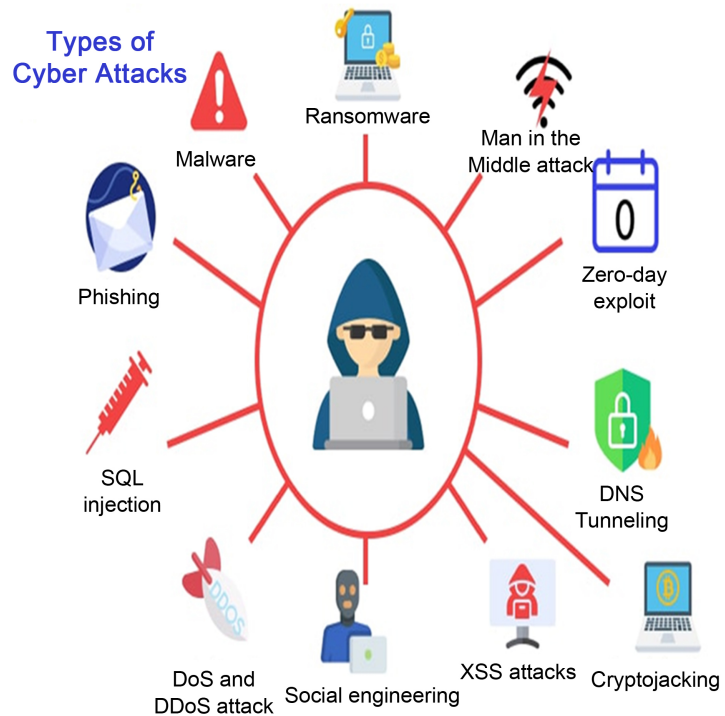 Types of
Cyber Attacks
Ransomware
Malware
Man in the
Middle attack
0
Phishing
Zero-day
exploit
SQL
injection
DNS
Tunneling
DDOS
DoS and
DDoS attack
Social engineering
XSS attacks
Cryptojacking